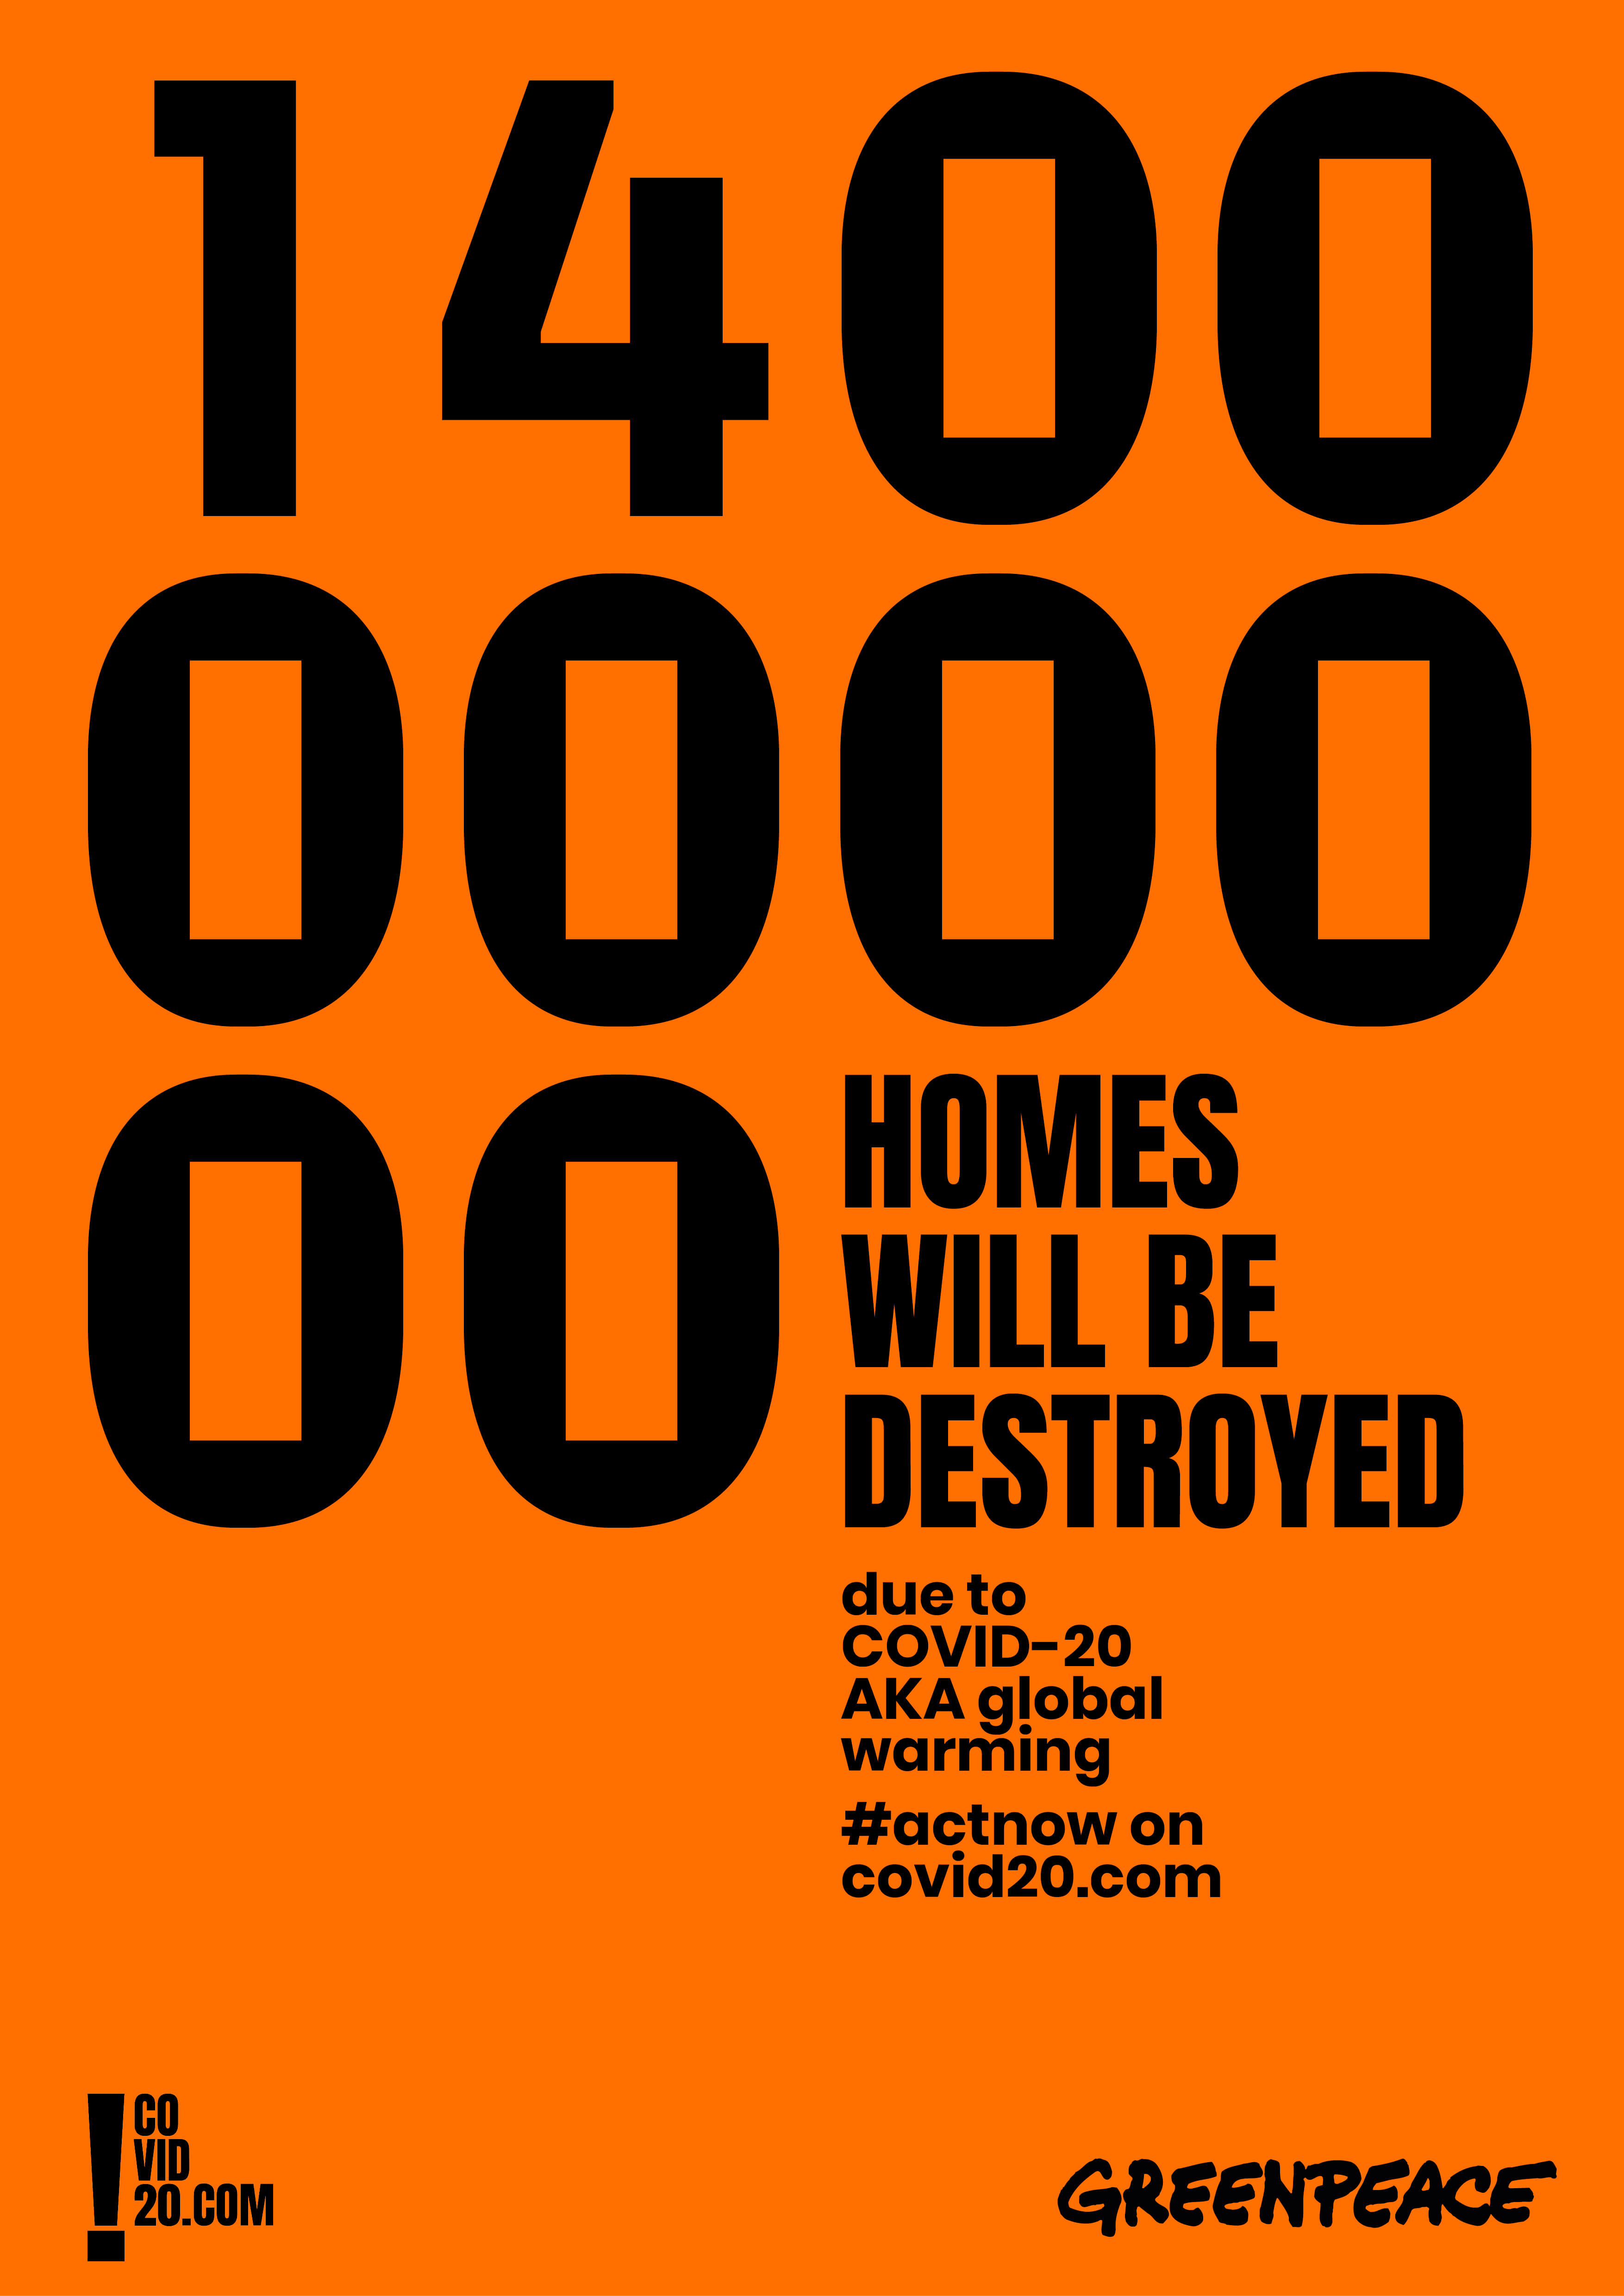 1400
0000
00
HOMES
WILL BE
DESTROYED
due to
COVID-20
AKA global
warming
#actnow on
covid20.com
!
CO
VID
20.COM
GREENPEACE